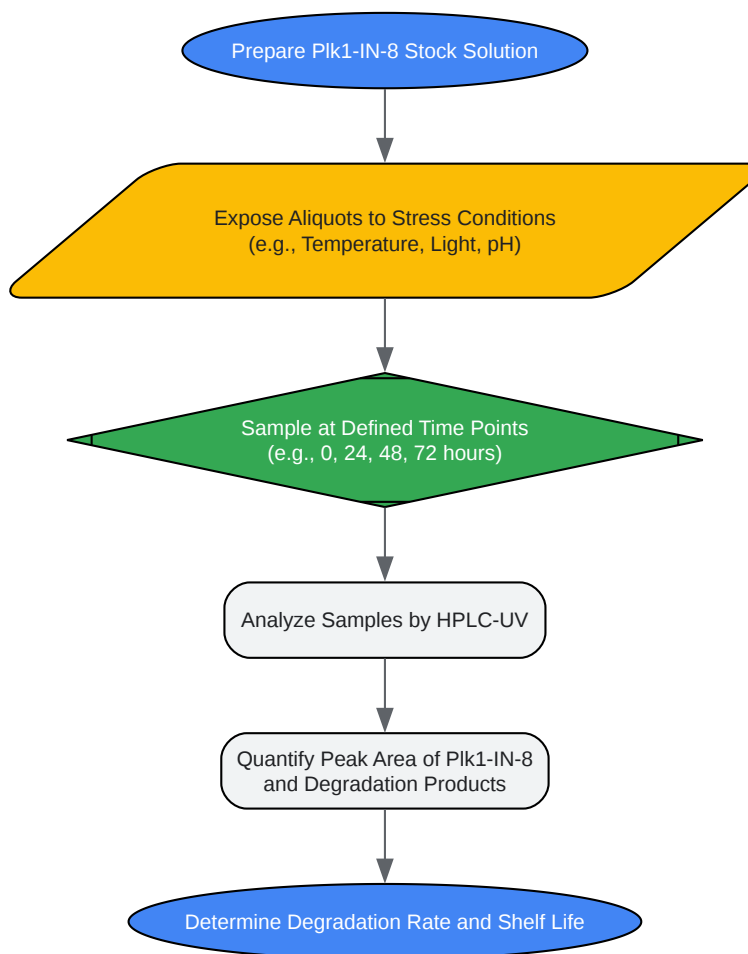 Prepare Plk1-IN-8 Stock Solution
Expose Aliquots to Stress Conditions
(e.g., Temperature, Light, pH)
Sample at Defined Time Points
(e.g., 0, 24, 48, 72 hours)
Analyze Samples by HPLC-UV
Quantify Peak Area of Plk1-IN-8
and Degradation Products
Determine Degradation Rate and Shelf Life